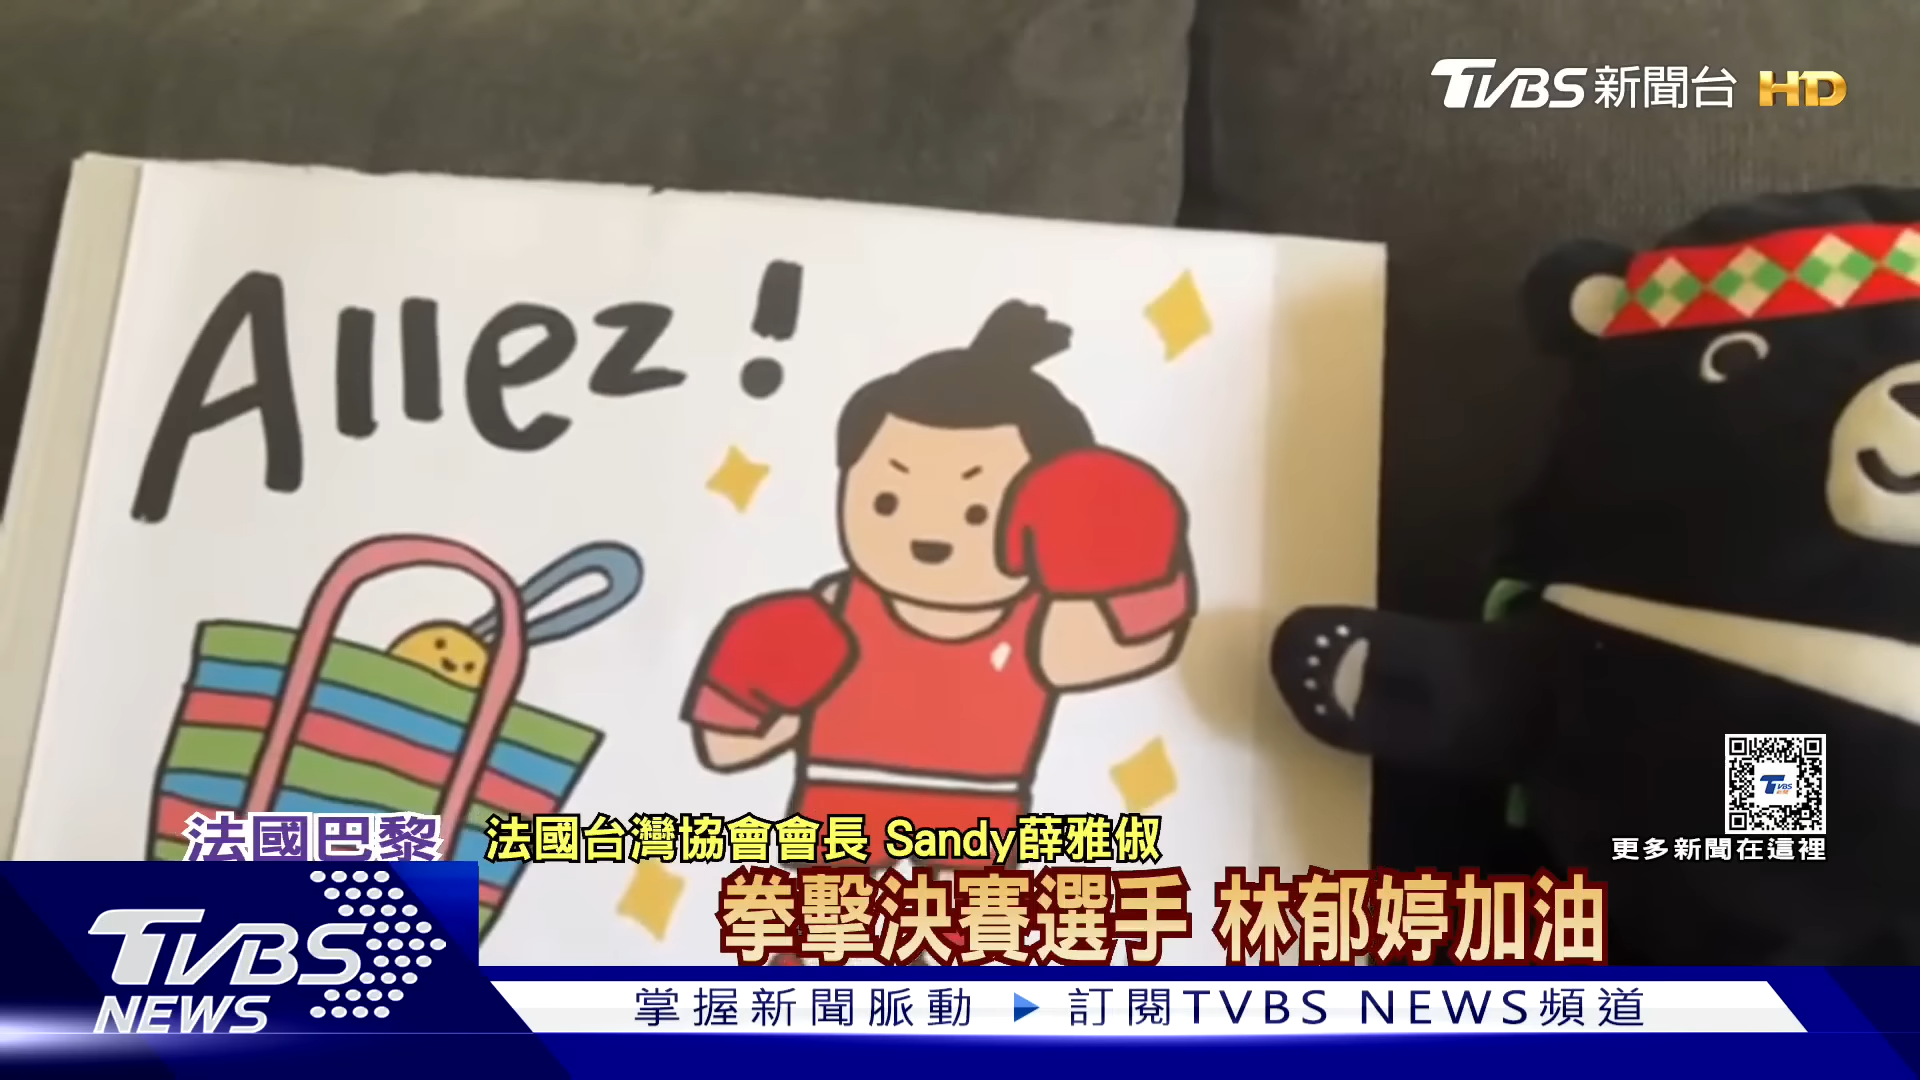 TVBS新聞台 HD
Allez!
TVBS
更多新聞在這裡
法國巴黎 法國台灣協會會長 Sandy薛雅俶
拳擊決賽選手 林郁婷加油
TVBS NEWS
掌握新聞脈動 ▶ 訂閱TVBS NEWS頻道